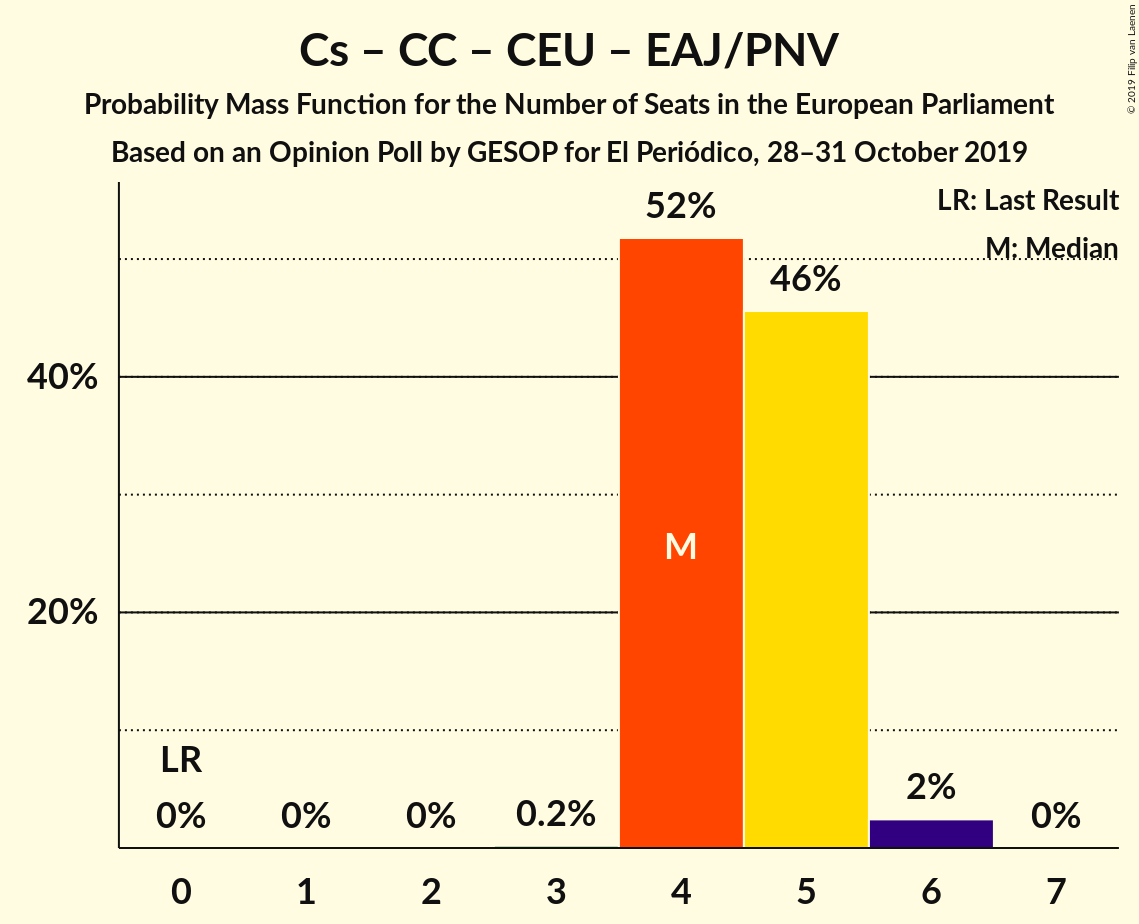 Cs – CC – CEU – EAJ/PNV
Probability Mass Function for the Number of Seats in the European Parliament
Based on an Opinion Poll by GESOP for El Periódico, 28–31 October 2019
© 2019 Filip van Laenen
LR: Last Result
M: Median
52%
46%
40%
M
20%
LR
0% 0% 0% 0.2% 2% 0%
0 1 2 3 4 5 6 7